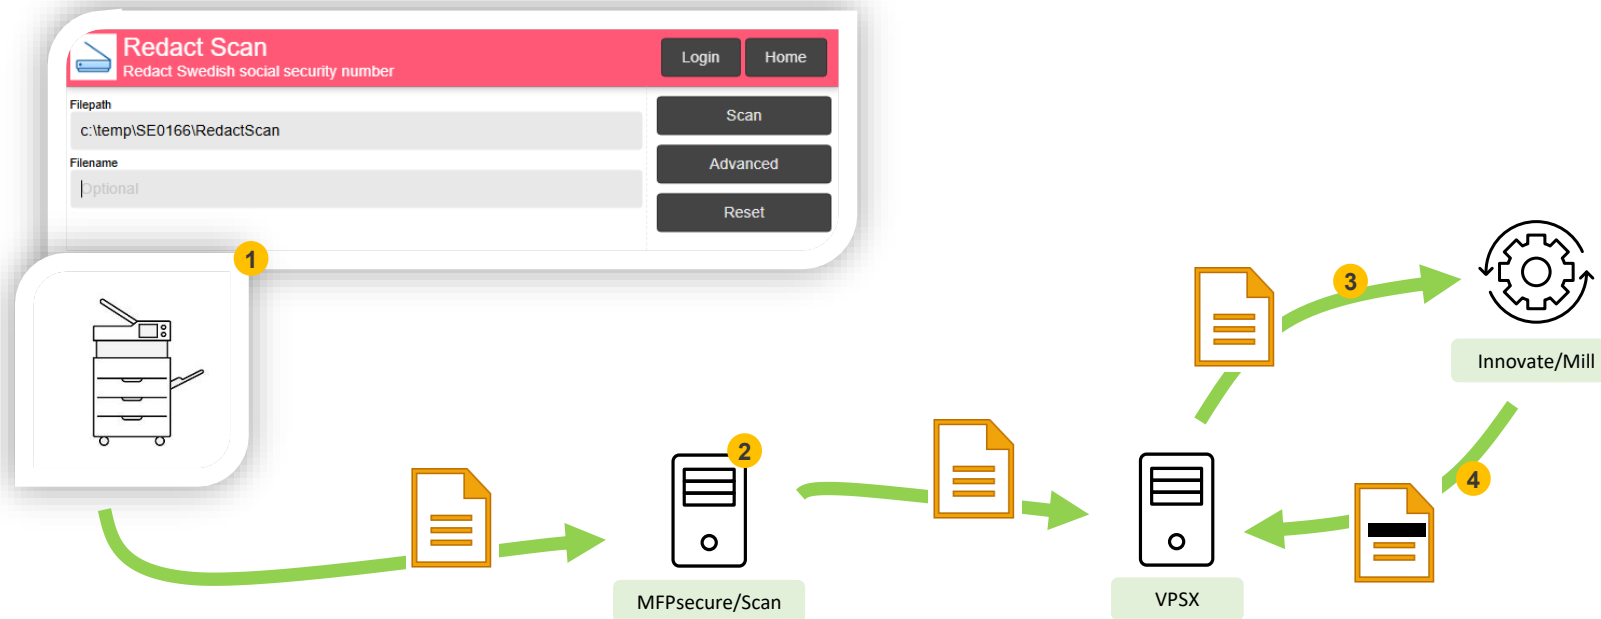 Redact Scan
Redact Swedish social security number
Login
Home
Filepath
c:\temp\SE0166\RedactScan
Filename
Optional
Scan
Advanced
Reset
1
2
3
4
MFPsecure/Scan
VPSX
Innovate/Mill